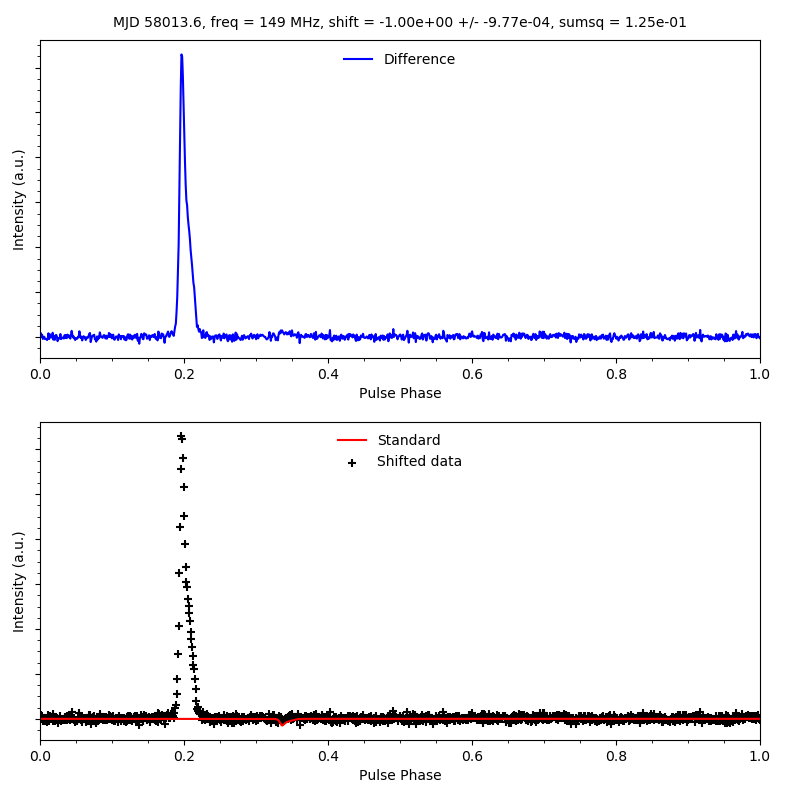 MJD 58013.6, freq = 149 MHz, shift = -1.00e+00 +/- -9.77e-04, sumsq = 1.25e-01
Difference
Intensity (a.u.)
0.0 0.2 0.4 0.6 0.8 1.0
Pulse Phase
Standard
Shifted data
Intensity (a.u.)
0.0 0.2 0.4 0.6 0.8 1.0
Pulse Phase